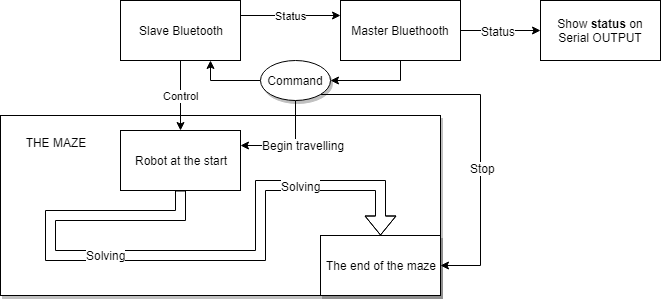 Slave Bluetooth
Status
Master Bluethooth
Status
Show status on
Serial OUTPUT
Command
Control
THE MAZE
Robot at the start
Begin travelling
Stop
Solving
Solving
The end of the maze